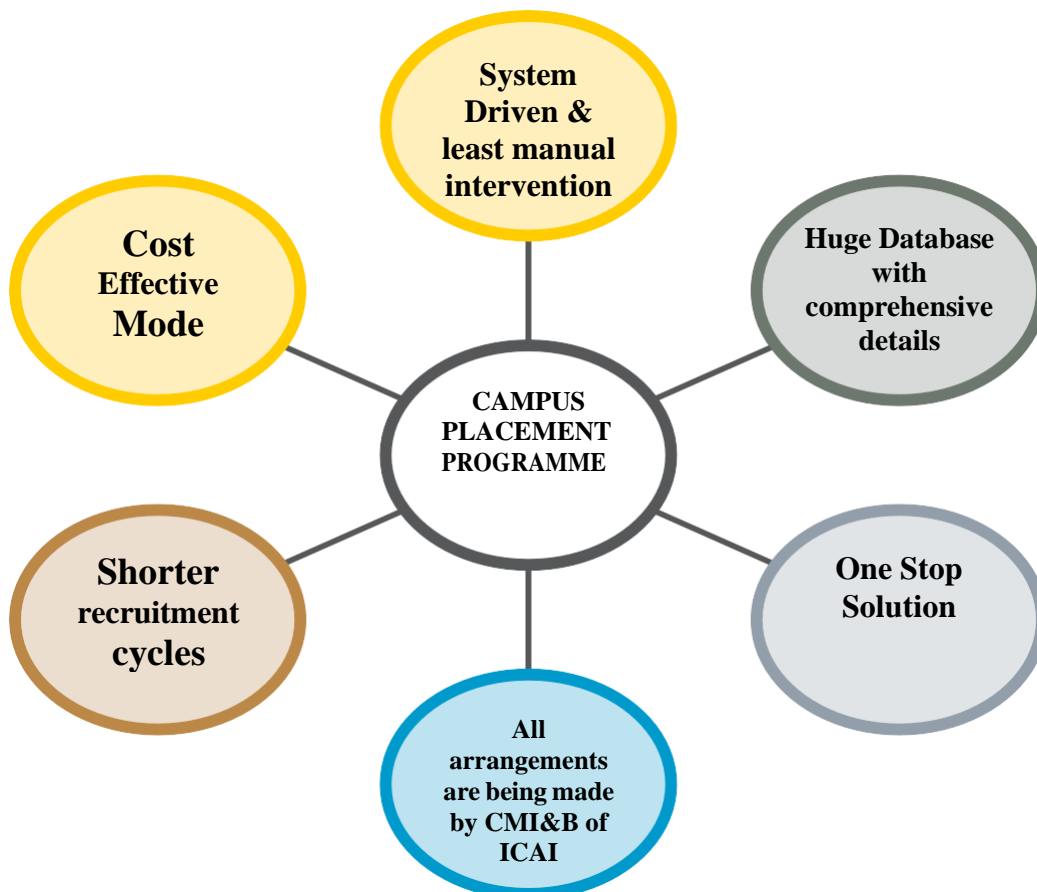 System
Driven &
least manual
intervention
Cost
Effective
Mode
Huge Database
with
comprehensive
details
CAMPUS
PLACEMENT
PROGRAMME
Shorter
recruitment
cycles
One Stop
Solution
All
arrangements
are being made
by CMI&B of
ICAI